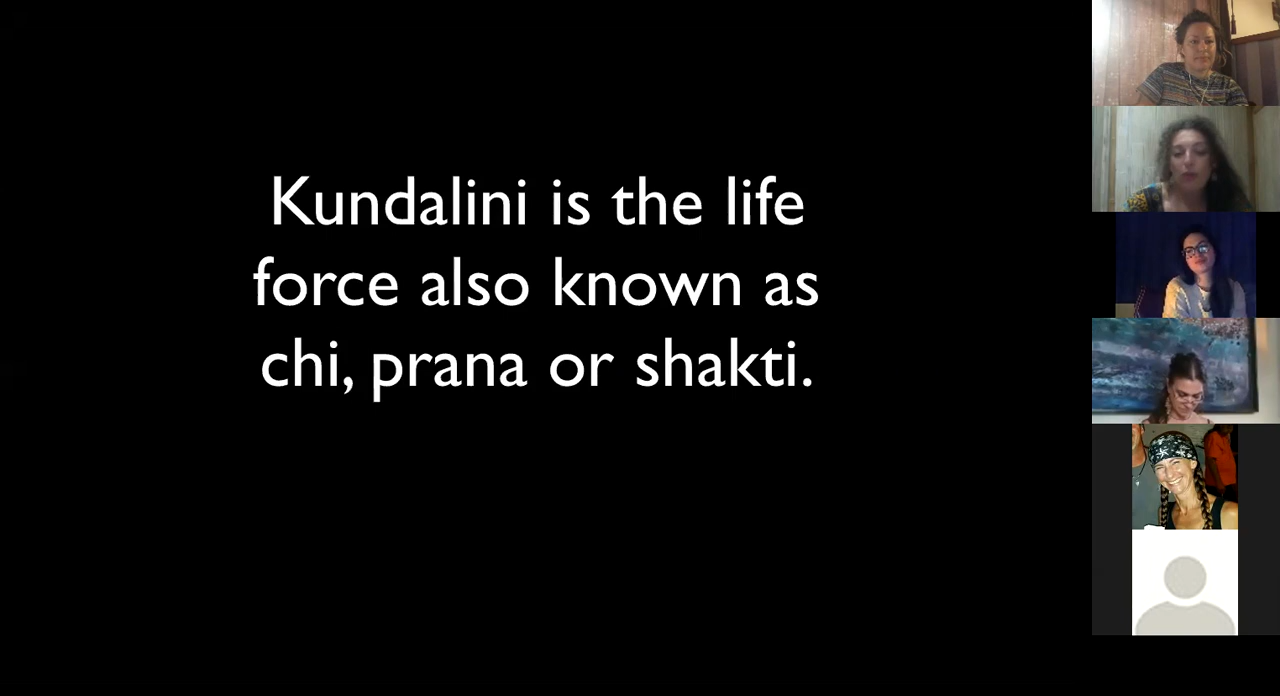 Kundalini is the life
force also known as
chi, prana or shakti.